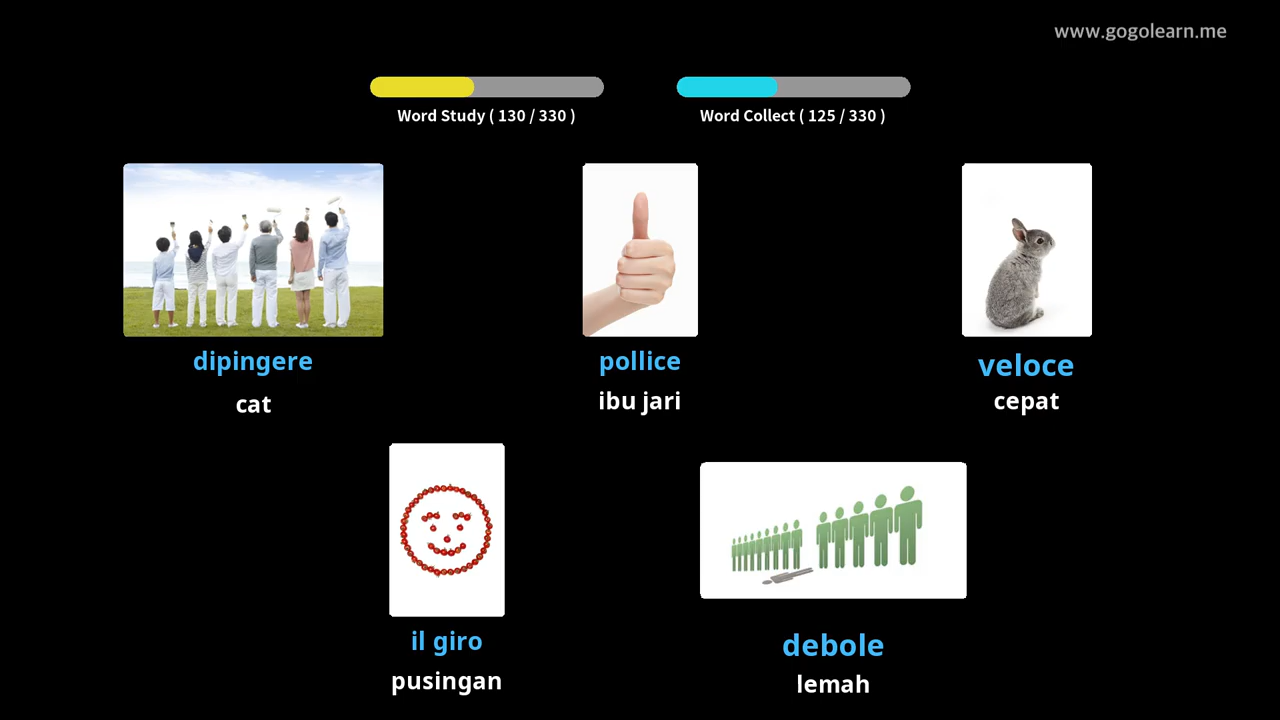 www.gogolearn.me
Word Study ( 130 / 330 )
Word Collect ( 125 / 330 )
dipingere
cat
pollice
ibu jari
veloce
cepat
il giro
pusingan
debole
lemah